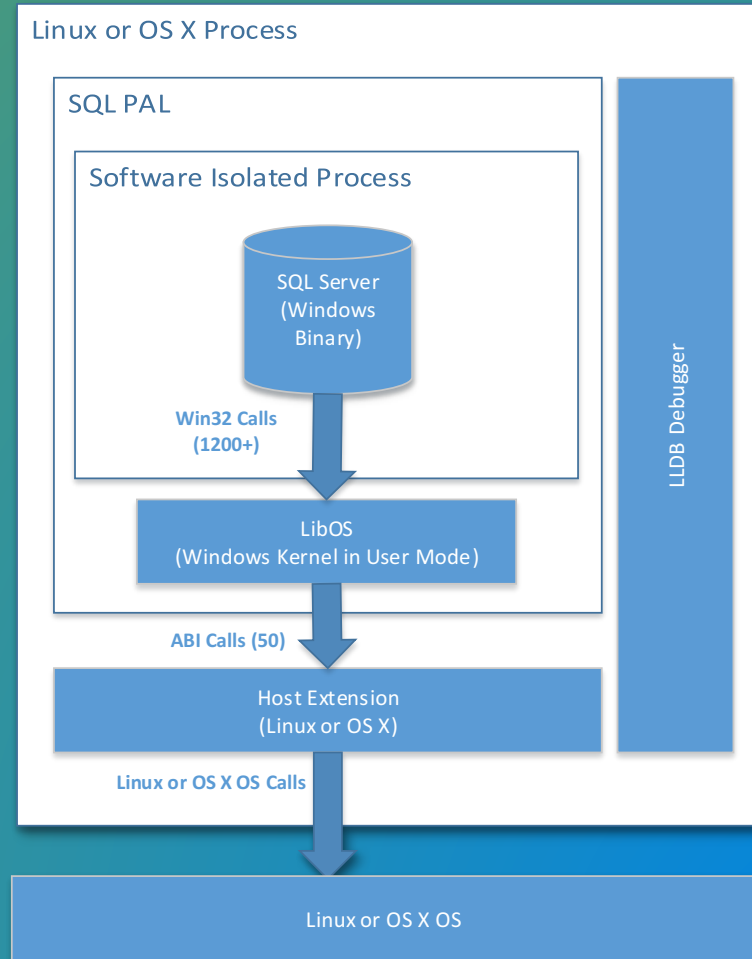 Linux or OS X Process
SQL PAL
Software Isolated Process
SQL Server
(Windows
Binary)
Win32 Calls
(1200+)
LibOS
(Windows Kernel in User Mode)
ABI Calls (50)
Host Extension
(Linux or OS X)
Linux or OS X OS Calls
LLDB Debugger
Linux or OS X OS